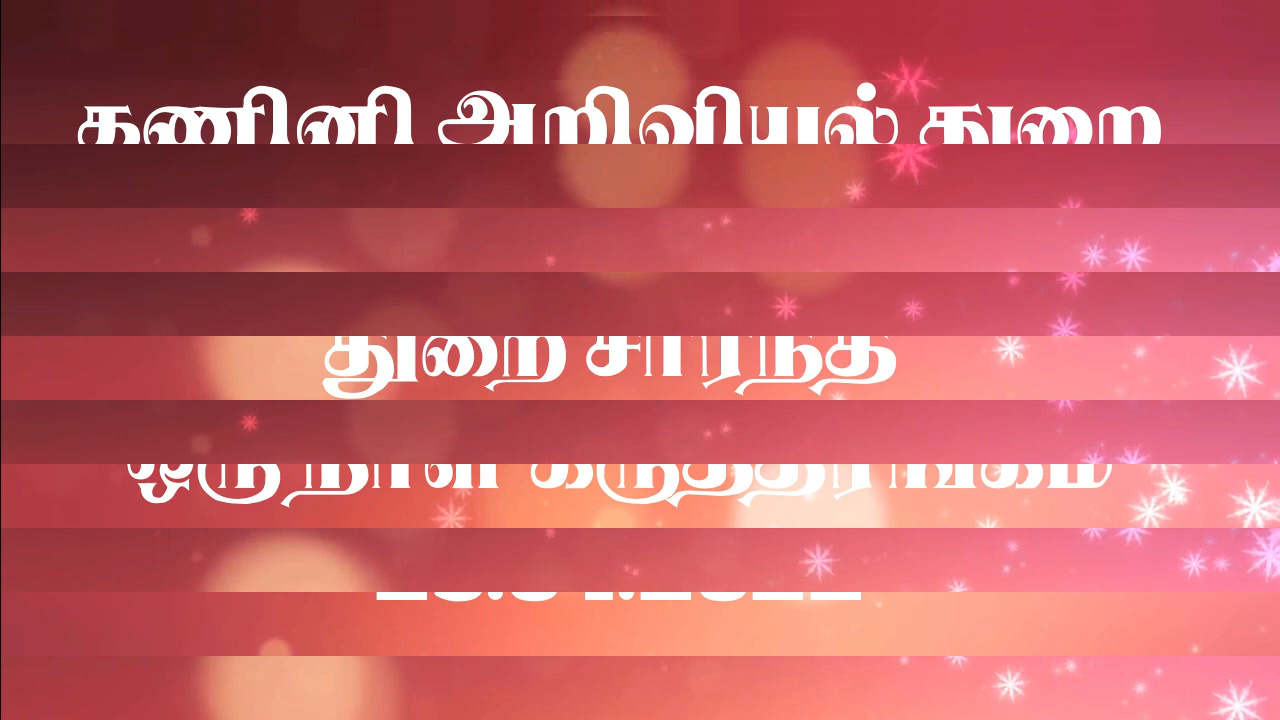 கணினி அறிவியல் துறை
துறை சார்ந்த
ஒரு நாள் கருத்தரங்கம்